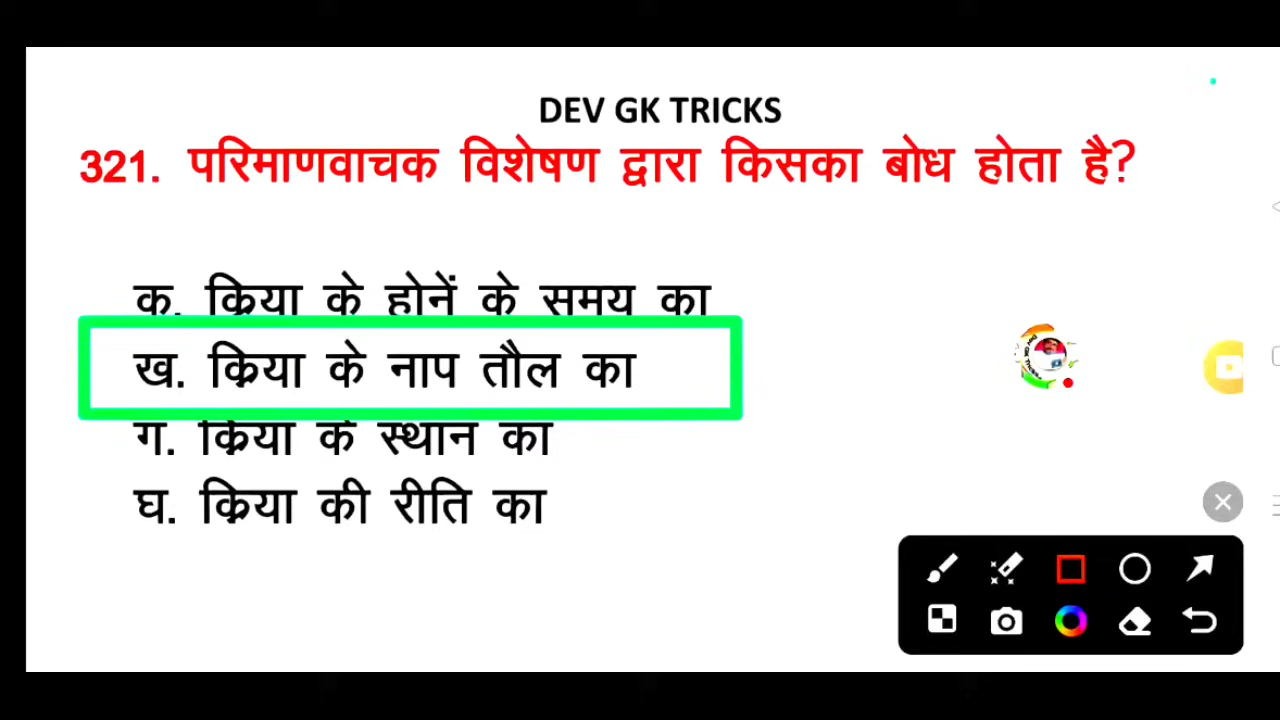 DEV GK TRICKS
321. परिमाणवाचक विशेषण द्वारा किसका बोध होता है?
क. क्रिया के होनें के समय का
ख. क्रिया के नाप तौल का
ग. क्रिया के स्थान का
घ. क्रिया की रीति का